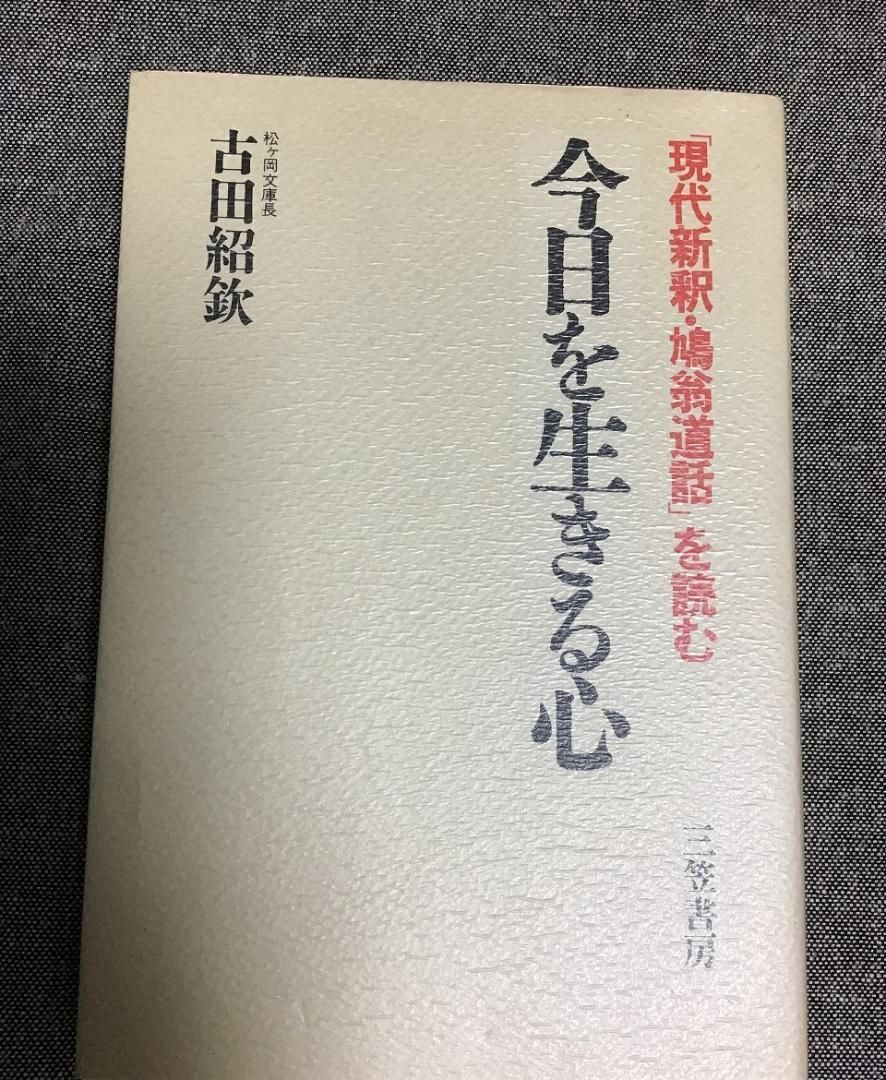 「現代新釈・鳩翁道話」を読む
今日を生きる心
松ヶ岡文庫長
古田紹欽
三笠書房